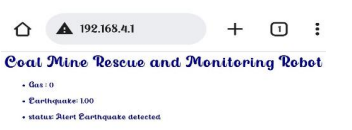 192.168.4.1
1
Coal Mine Rescue and Monitoring Robot
Gas : 0
Earthquake: 1.00
status: Alert Earthquake detected